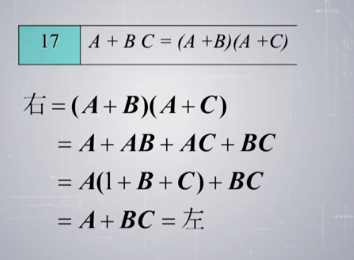 17 A + B C = (A +B)(A +C)
右 = (A + B)(A + C)
= A + AB + AC + BC
= A(1 + B + C) + BC
= A + BC = 左